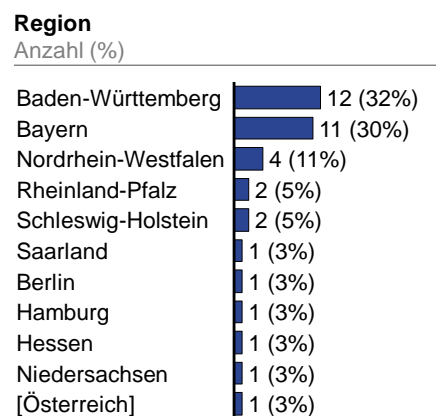 Region
Anzahl (%)
Baden-Württemberg 12 (32%)
Bayern 11 (30%)
Nordrhein-Westfalen 4 (11%)
Rheinland-Pfalz 2 (5%)
Schleswig-Holstein 2 (5%)
Saarland 1 (3%)
Berlin 1 (3%)
Hamburg 1 (3%)
Hessen 1 (3%)
Niedersachsen 1 (3%)
[Österreich] 1 (3%)